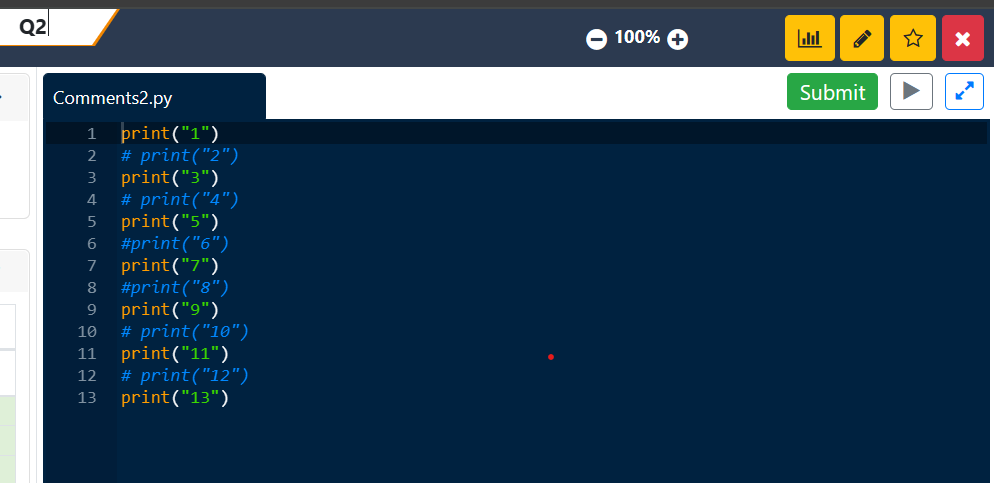 Q2
100%
Comments2.py
Submit
1 print("1")
2 # print("2")
3 print("3")
4 # print("4")
5 print("5")
6 #print("6")
7 print("7")
8 #print("8")
9 print("9")
10 # print("10")
11 print("11")
12 # print("12")
13 print("13")